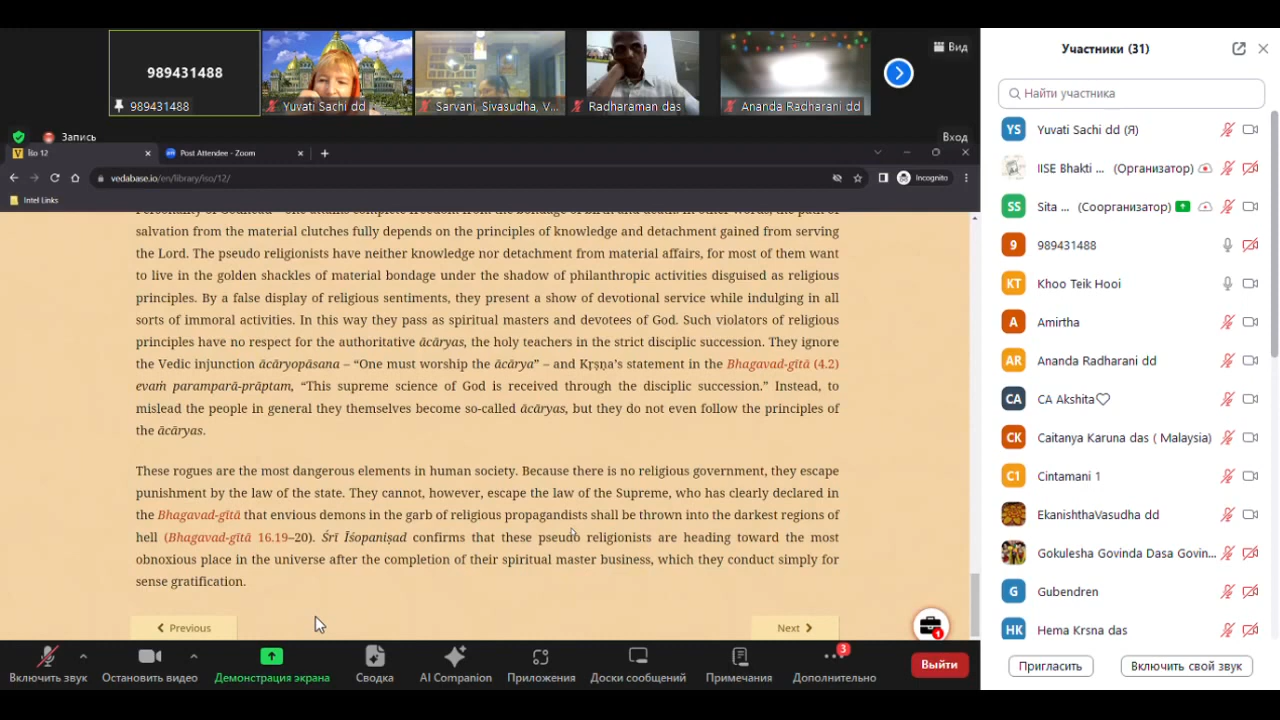 989431488
Вид
989431488
Yuvati Sachi dd
Sarvani, Sivasudha, V...
Radharaman das
Ananda Radharani dd
Запись
Вход
Īśo 12
Post Attendee - Zoom
vedabase.io/en/library/iso/12/
Incognito
Intel Links
salvation from the material clutches fully depends on the principles of knowledge and detachment gained from serving
the Lord. The pseudo religionists have neither knowledge nor detachment from material affairs, for most of them want
to live in the golden shackles of material bondage under the shadow of philanthropic activities disguised as religious
principles. By a false display of religious sentiments, they present a show of devotional service while indulging in all
sorts of immoral activities. In this way they pass as spiritual masters and devotees of God. Such violators of religious
principles have no respect for the authoritative ācāryas, the holy teachers in the strict disciplic succession. They ignore
the Vedic injunction ācāryopāsana – “One must worship the ācārya” – and Kṛṣṇa’s statement in the Bhagavad-gītā (4.2)
evaṁ paramparā-prāptam, “This supreme science of God is received through the disciplic succession.” Instead, to
mislead the people in general they themselves become so-called ācāryas, but they do not even follow the principles of
the ācāryas.
These rogues are the most dangerous elements in human society. Because there is no religious government, they escape
punishment by the law of the state. They cannot, however, escape the law of the Supreme, who has clearly declared in
the Bhagavad-gītā that envious demons in the garb of religious propagandists shall be thrown into the darkest regions of
hell (Bhagavad-gītā 16.19–20). Śrī Īśopaniṣad confirms that these pseudo religionists are heading toward the most
obnoxious place in the universe after the completion of their spiritual master business, which they conduct simply for
sense gratification.
Previous
Next
1
Включить звук
Остановить видео
Демонстрация экрана
Сводка
AI Companion
Приложения
Доски сообщений
Примечания
3
Дополнительно
Выйти
Участники (31)
Найти участника
YS Yuvati Sachi dd (Я)
IISE Bhakti ... (Организатор)
SS Sita ... (Соорганизатор)
9 989431488
KT Khoo Teik Hooi
A Amirtha
AR Ananda Radharani dd
CA CA Akshita♡
CK Caitanya Karuna das ( Malaysia)
C1 Cintamani 1
EkanishthaVasudha dd
Gokulesha Govinda Dasa Govin...
G Gubendren
HK Hema Krsna das
Пригласить
Включить свой звук